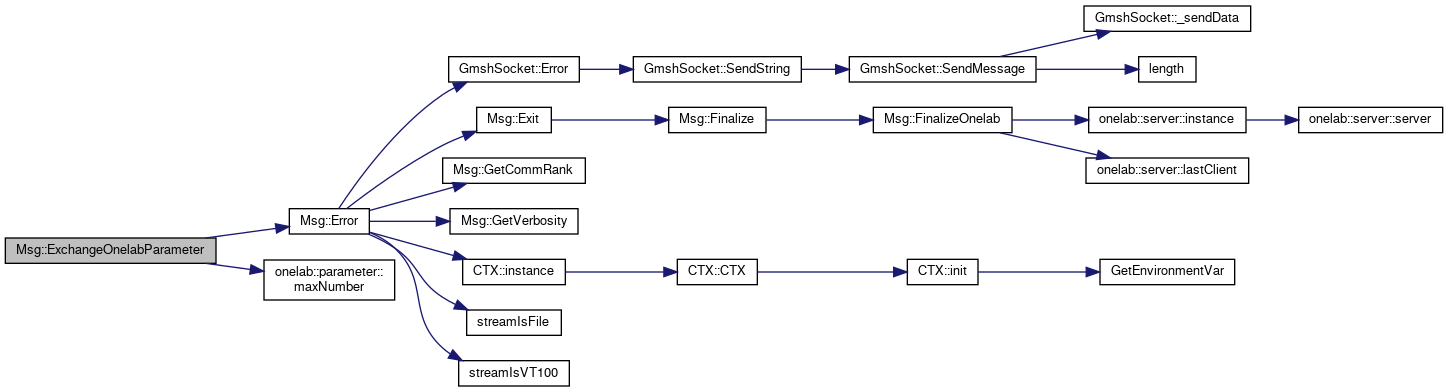 GmshSocket::_sendData
GmshSocket::Error
GmshSocket::SendString
GmshSocket::SendMessage
length
Msg::Exit
Msg::Finalize
Msg::FinalizeOnelab
onelab::server::instance
onelab::server::server
Msg::GetCommRank
onelab::server::lastClient
Msg::Error
Msg::GetVerbosity
Msg::ExchangeOnelabParameter
onelab::parameter::
maxNumber
CTX::instance
CTX::CTX
CTX::init
GetEnvironmentVar
streamIsFile
streamIsVT100